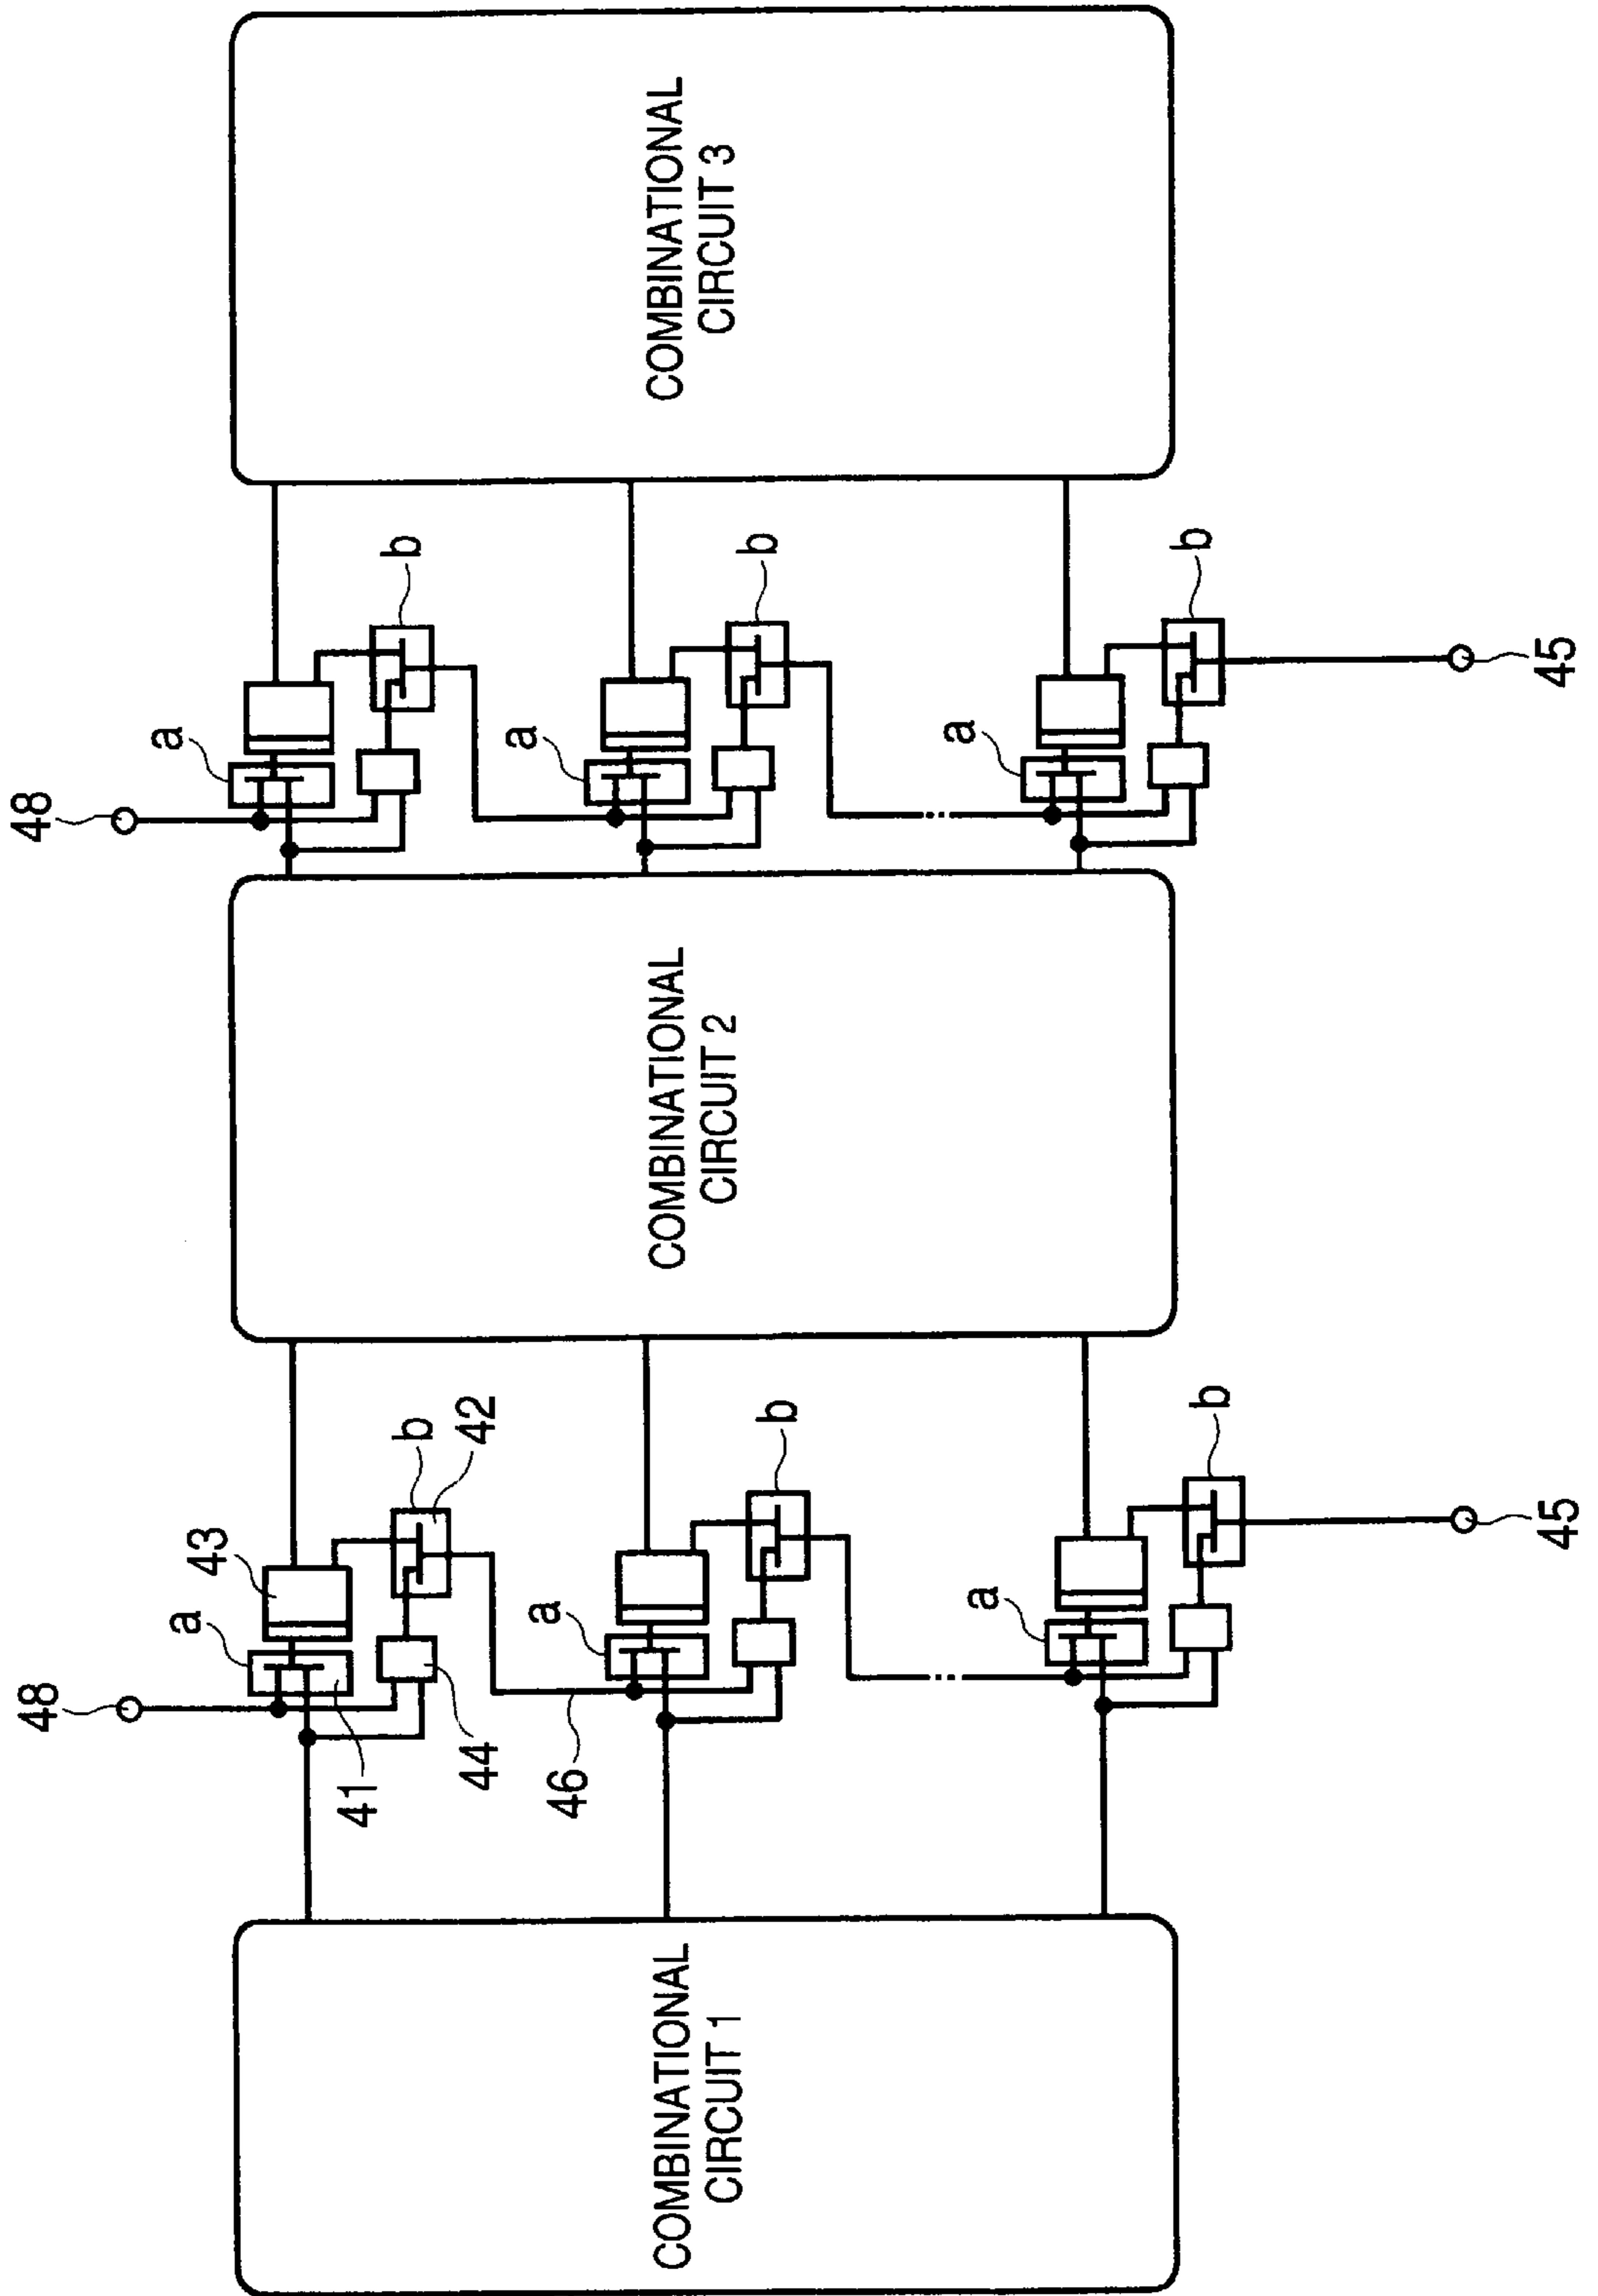 48
48
a
43
a
41
b
b
44
42
46
a
a
COMBINATIONAL
CIRCUIT 1
COMBINATIONAL
CIRCUIT 2
COMBINATIONAL
CIRCUIT 3
b
b
a
a
b
b
45
45